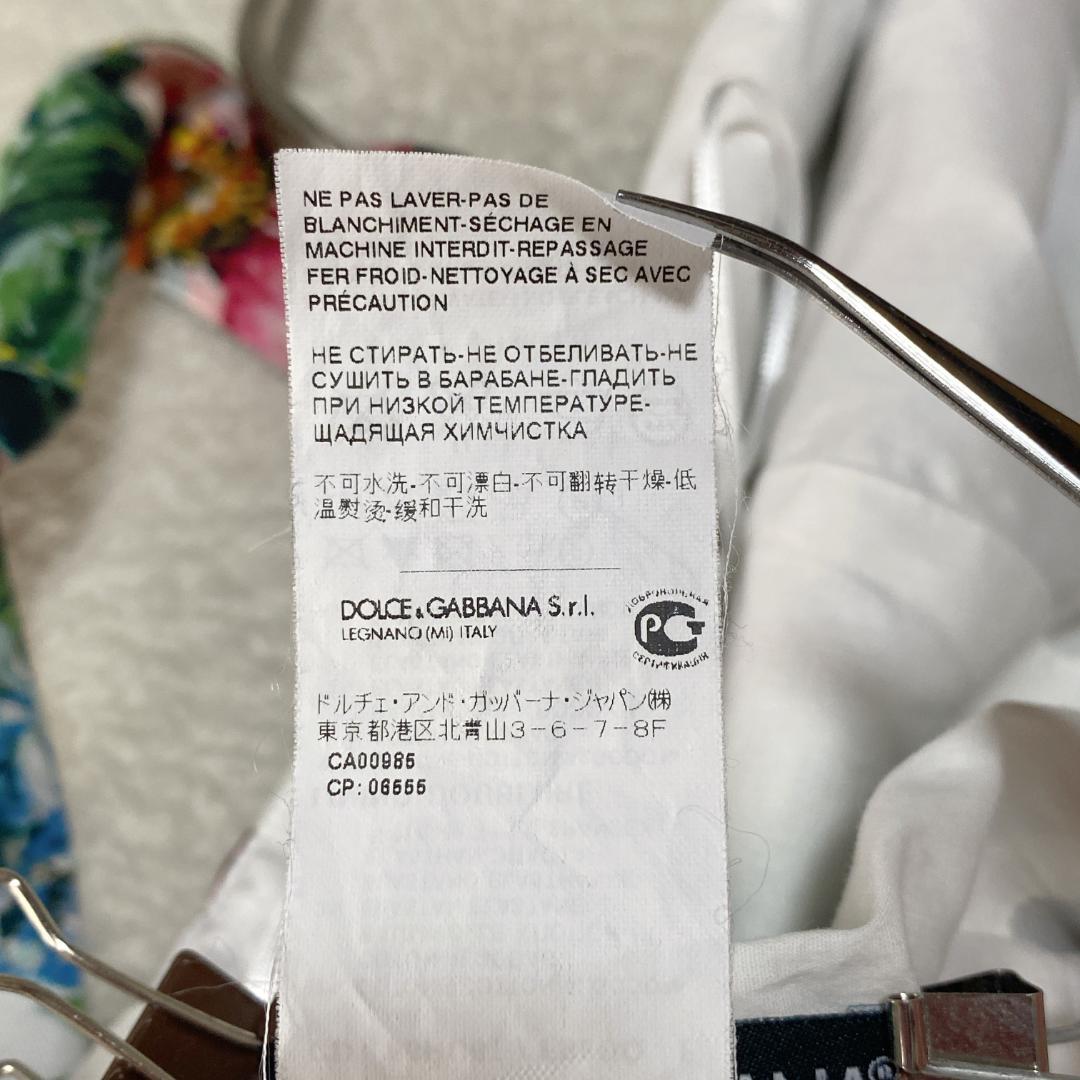 NE PAS LAVER-PAS DE
BLANCHIMENT-SÉCHAGE EN
MACHINE INTERDIT-REPASSAGE
FER FROID-NETTOYAGE À SEC AVEC
PRÉCAUTION
НЕ СТИРАТЬ-НЕ ОТБЕЛИВАТЬ-НЕ
СУШИТЬ В БАРАБАНЕ-ГЛАДИТЬ
ПРИ НИЗКОЙ ТЕМПЕРАТУРЕ-
ЩАДЯЩАЯ ХИМЧИСТКА
不可水洗-不可漂白-不可翻转干燥-低
温熨烫-缓和干洗
DOLCE & GABBANA S.r.l.
LEGNANO (MI) ITALY
ДОБРОВОЛЬНАЯ
РСТ
СЕРТИФИКАЦИЯ
ドルチェ・アンド・ガッバーナ・ジャパン㈱
東京都港区北青山3-6-7-8F
CA00985
CP: 06555